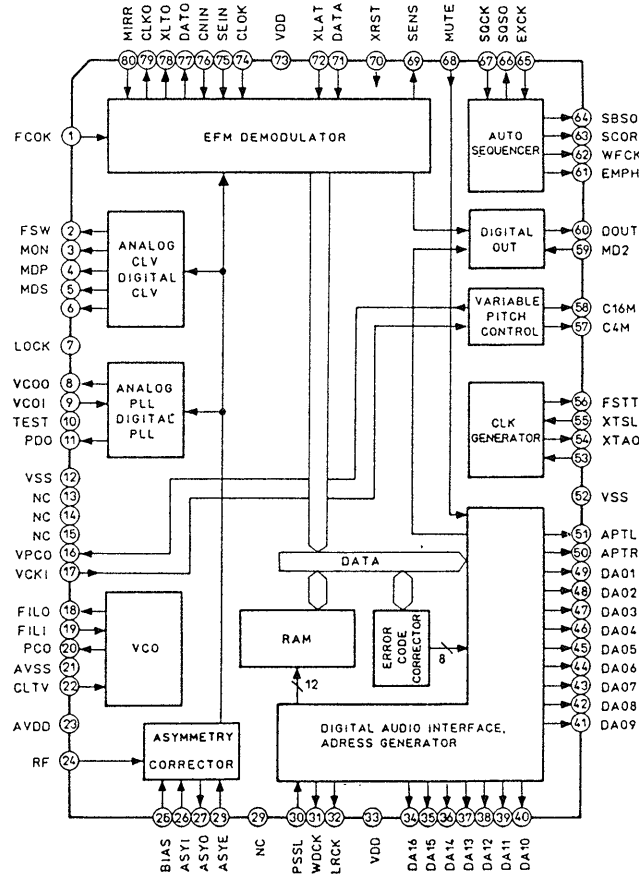 MIRR CLKO XLTO DATO CNIN SEIN CLOK VDD XLAT DATA XRST SENS MUTE SQCK SQSO EXCK
80 79 78 77 76 75 74 73 72 71 70 69 68 67 66 65
FCOK 1
EFM DEMODULATOR
AUTO
SEQUENCER
64 SBSO
63 SCOR
62 WFCK
61 EMPH
FSW 2
MON 3
MDP 4
MDS 5
6
ANALOG
CLV
DIGITAL
CLV
DIGITAL
OUT
60 DOUT
59 MD2
VARIABLE
PITCH
CONTROL
58 C16M
57 C4M
LOCK 7
VCOO 8
VCOI 9
TEST 10
PDO 11
ANALOG
PLL
DIGITAL
PLL
CLK
GENERATOR
56 FSTT
55 XTSL
54 XTAO
53
VSS 12
NC 13
NC 14
NC 15
VPCO 16
VCKI 17
52 VSS
51 APTL
50 APTR
49 DA01
48 DA02
47 DA03
46 DA04
45 DA05
44 DA06
43 DA07
42 DA08
41 DA09
DATA
FILO 18
FILI 19
PCO 20
AVSS 21
CLTV 22
VCO
RAM
ERROR
CODE
CORRECTOR
8
12
AVDD 23
RF 24
ASYMMETRY
CORRECTOR
DIGITAL AUDIO INTERFACE,
ADRESS GENERATOR
25 26 27 29 29 30 31 32 33 34 35 36 37 38 39 40
BIAS ASYI ASYO ASYE NC PSSL WDCK LRCK VDD DA16 DA15 DA14 DA13 DA12 DA11 DA10